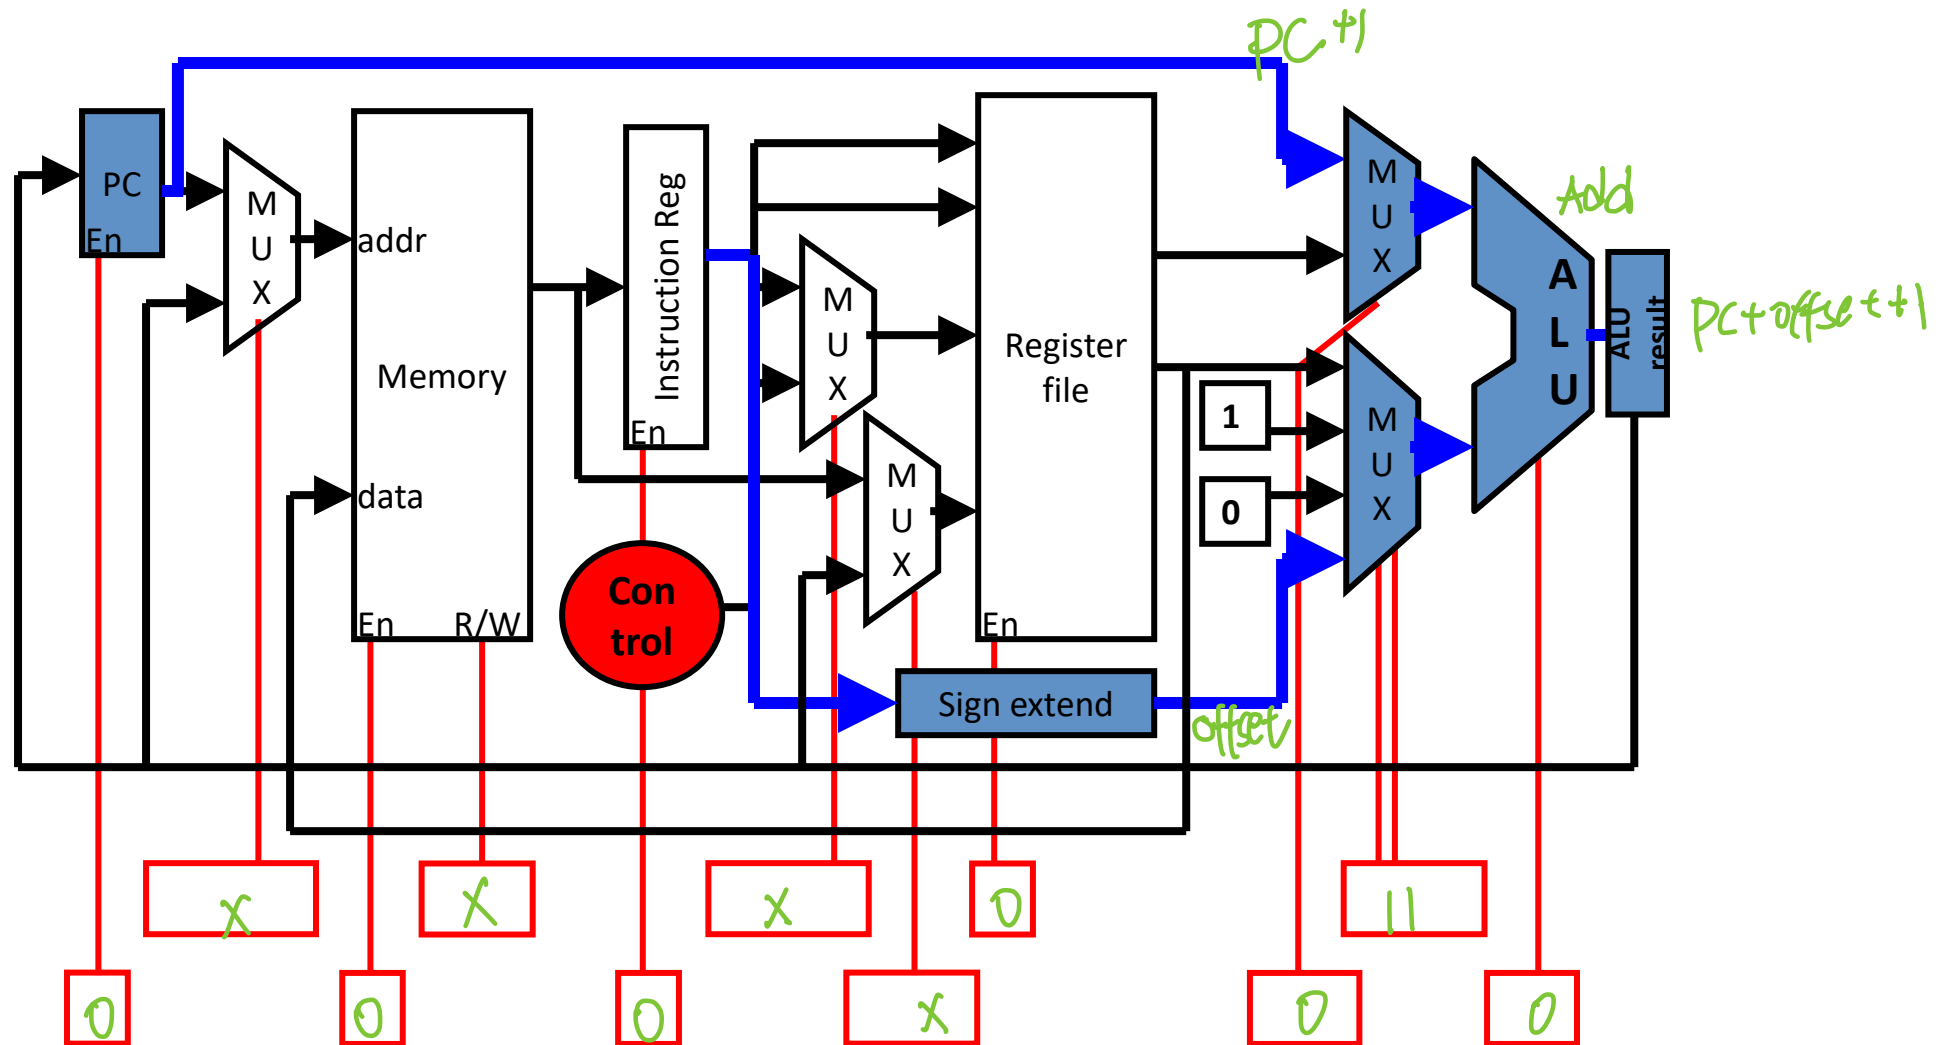 PC +1
PC
En
M
U
X
addr
data
Memory
En
R/W
Instruction Reg
En
Con
trol
M
U
X
M
U
X
Register
file
En
Sign extend
offset
1
0
M
U
X
M
U
X
Add
A
L
U
ALU
result
PC+offset+1
X
X
X
0
11
0
0
0
X
0
0